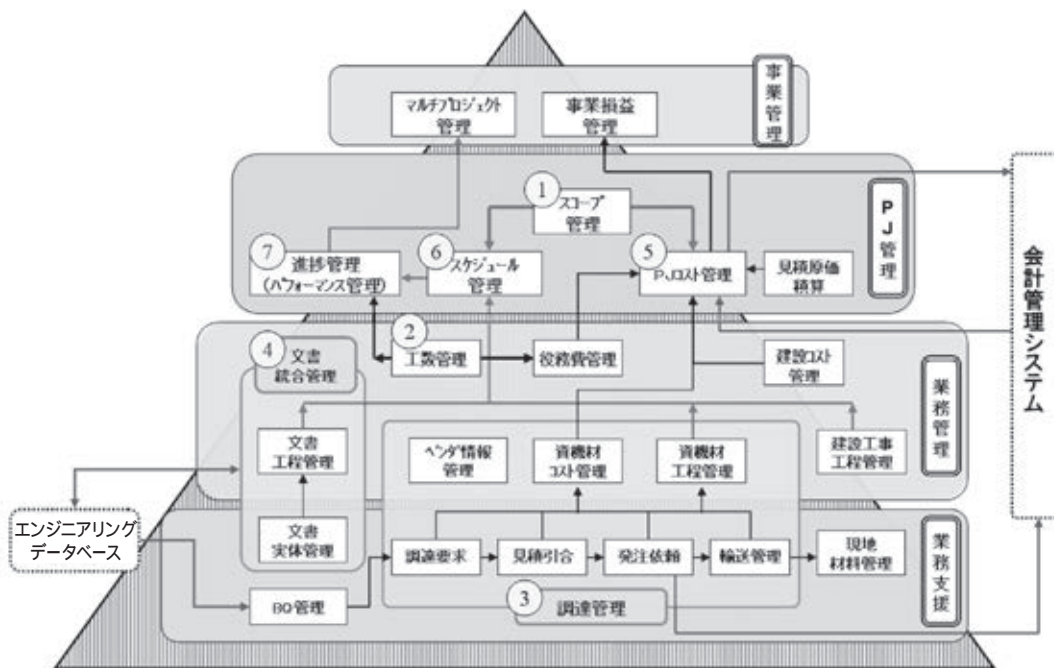 マルチプロジェクト
管理
事業損益
管理
事業管理
①
スコープ
管理
⑦
進捗管理
(パフォーマンス管理)
⑥
スケジュール
管理
⑤
PJコスト管理
見積原価
積算
PJ管理
会計管理システム
④
文書
統合管理
②
工数管理
役務費管理
建設コスト
管理
文書
工程管理
ベンダ情報
管理
資機材
コスト管理
資機材
工程管理
建設工事
工程管理
業務管理
エンジニアリング
データベース
文書
実体管理
調達要求
見積引合
発注依頼
輸送管理
現地
材料管理
BQ管理
③
調達管理
業務支援